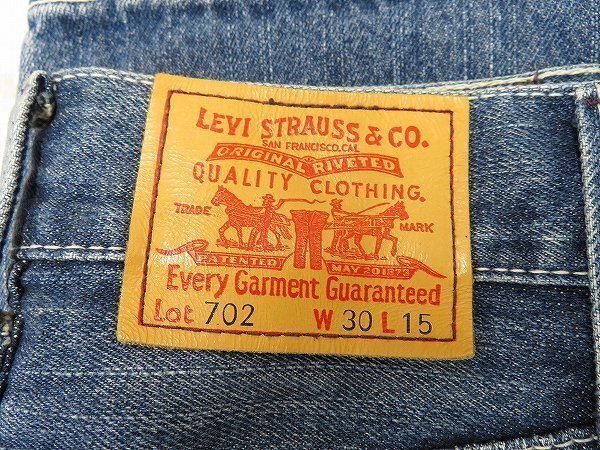 LEVI STRAUSS & CO.
SAN FRANCISCO.CAL
ORIGINAL RIVETED
QUALITY CLOTHING.
TRADE MARK
PATENTED MAY 20 1873
Every Garment Guaranteed
Lot 702 W 30 L 15